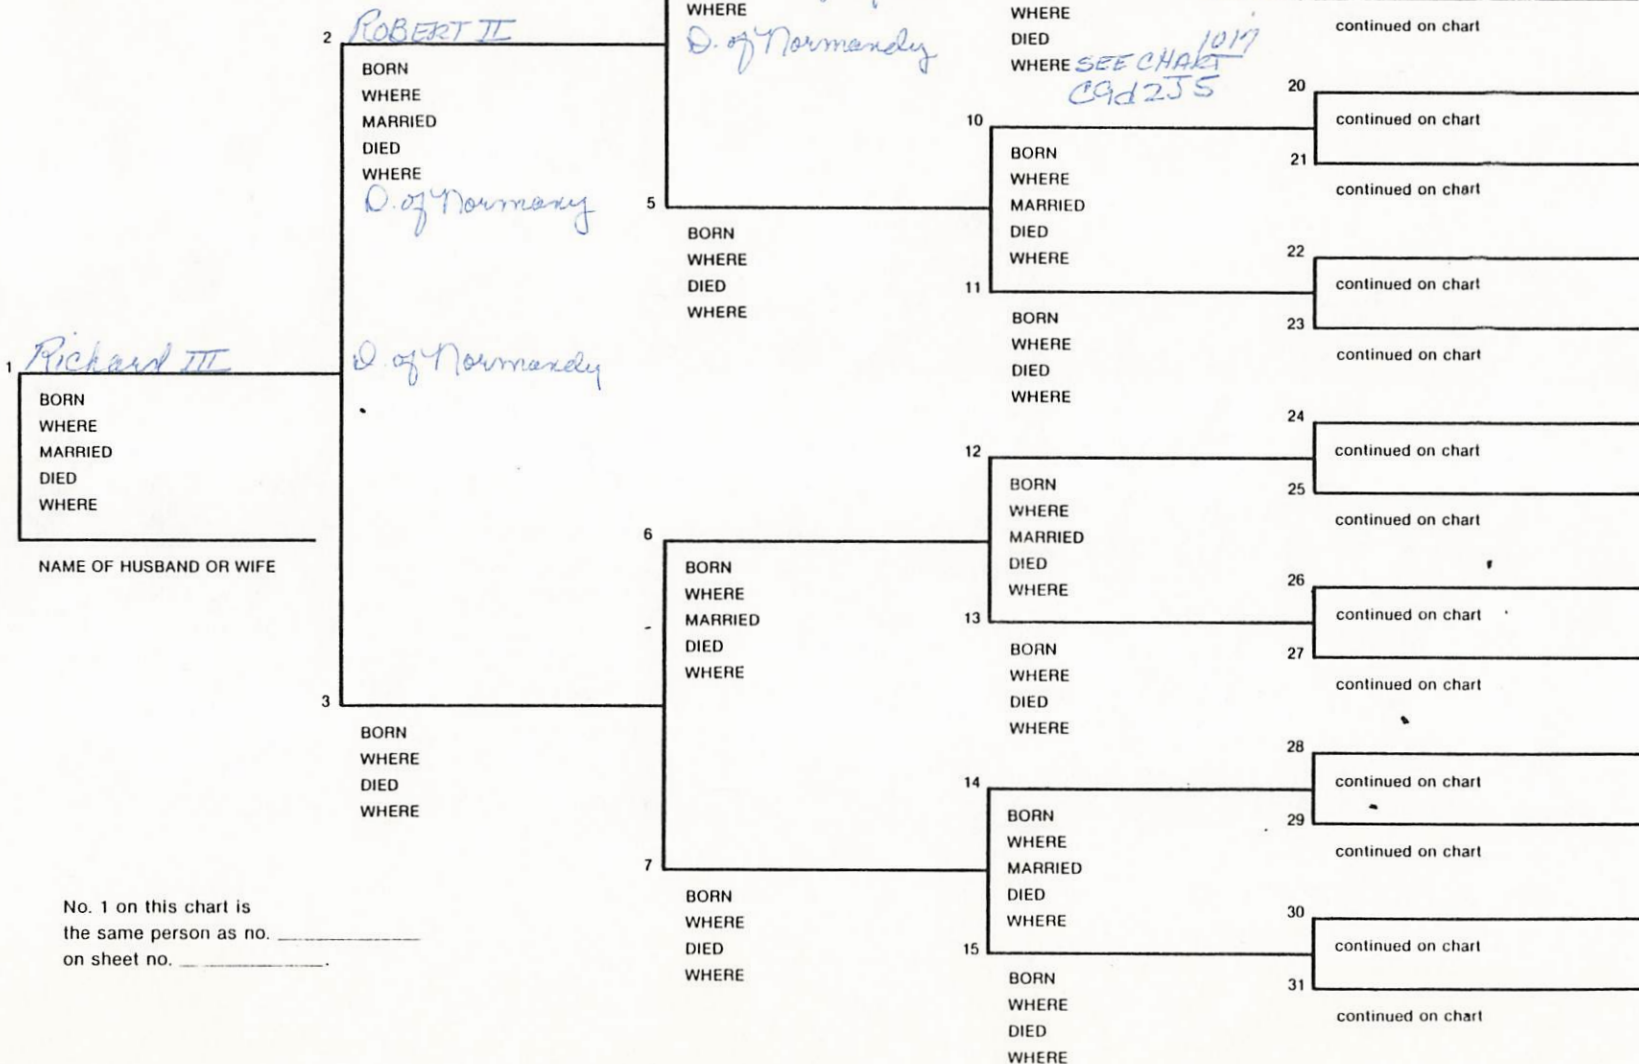 1 Richard III
BORN
WHERE
MARRIED
DIED
WHERE
NAME OF HUSBAND OR WIFE
No. 1 on this chart is
the same person as no.
on sheet no.
2 ROBERT II
BORN
WHERE
MARRIED
DIED
WHERE
D. of Normany
D. of Normandy
3
BORN
WHERE
DIED
WHERE
WHERE
D. of Normandy
5
BORN
WHERE
DIED
WHERE
6
BORN
WHERE
MARRIED
DIED
WHERE
7
BORN
WHERE
DIED
WHERE
WHERE
DIED 1017
WHERE SEE CHART
C9d2J5
10
BORN
WHERE
MARRIED
DIED
WHERE
11
BORN
WHERE
DIED
WHERE
12
BORN
WHERE
MARRIED
DIED
WHERE
13
BORN
WHERE
DIED
WHERE
14
BORN
WHERE
MARRIED
DIED
WHERE
15
BORN
WHERE
DIED
WHERE
continued on chart
20
continued on chart
21
continued on chart
22
continued on chart
23
continued on chart
24
continued on chart
25
continued on chart
26
continued on chart
27
continued on chart
28
continued on chart
29
continued on chart
30
continued on chart
31
continued on chart